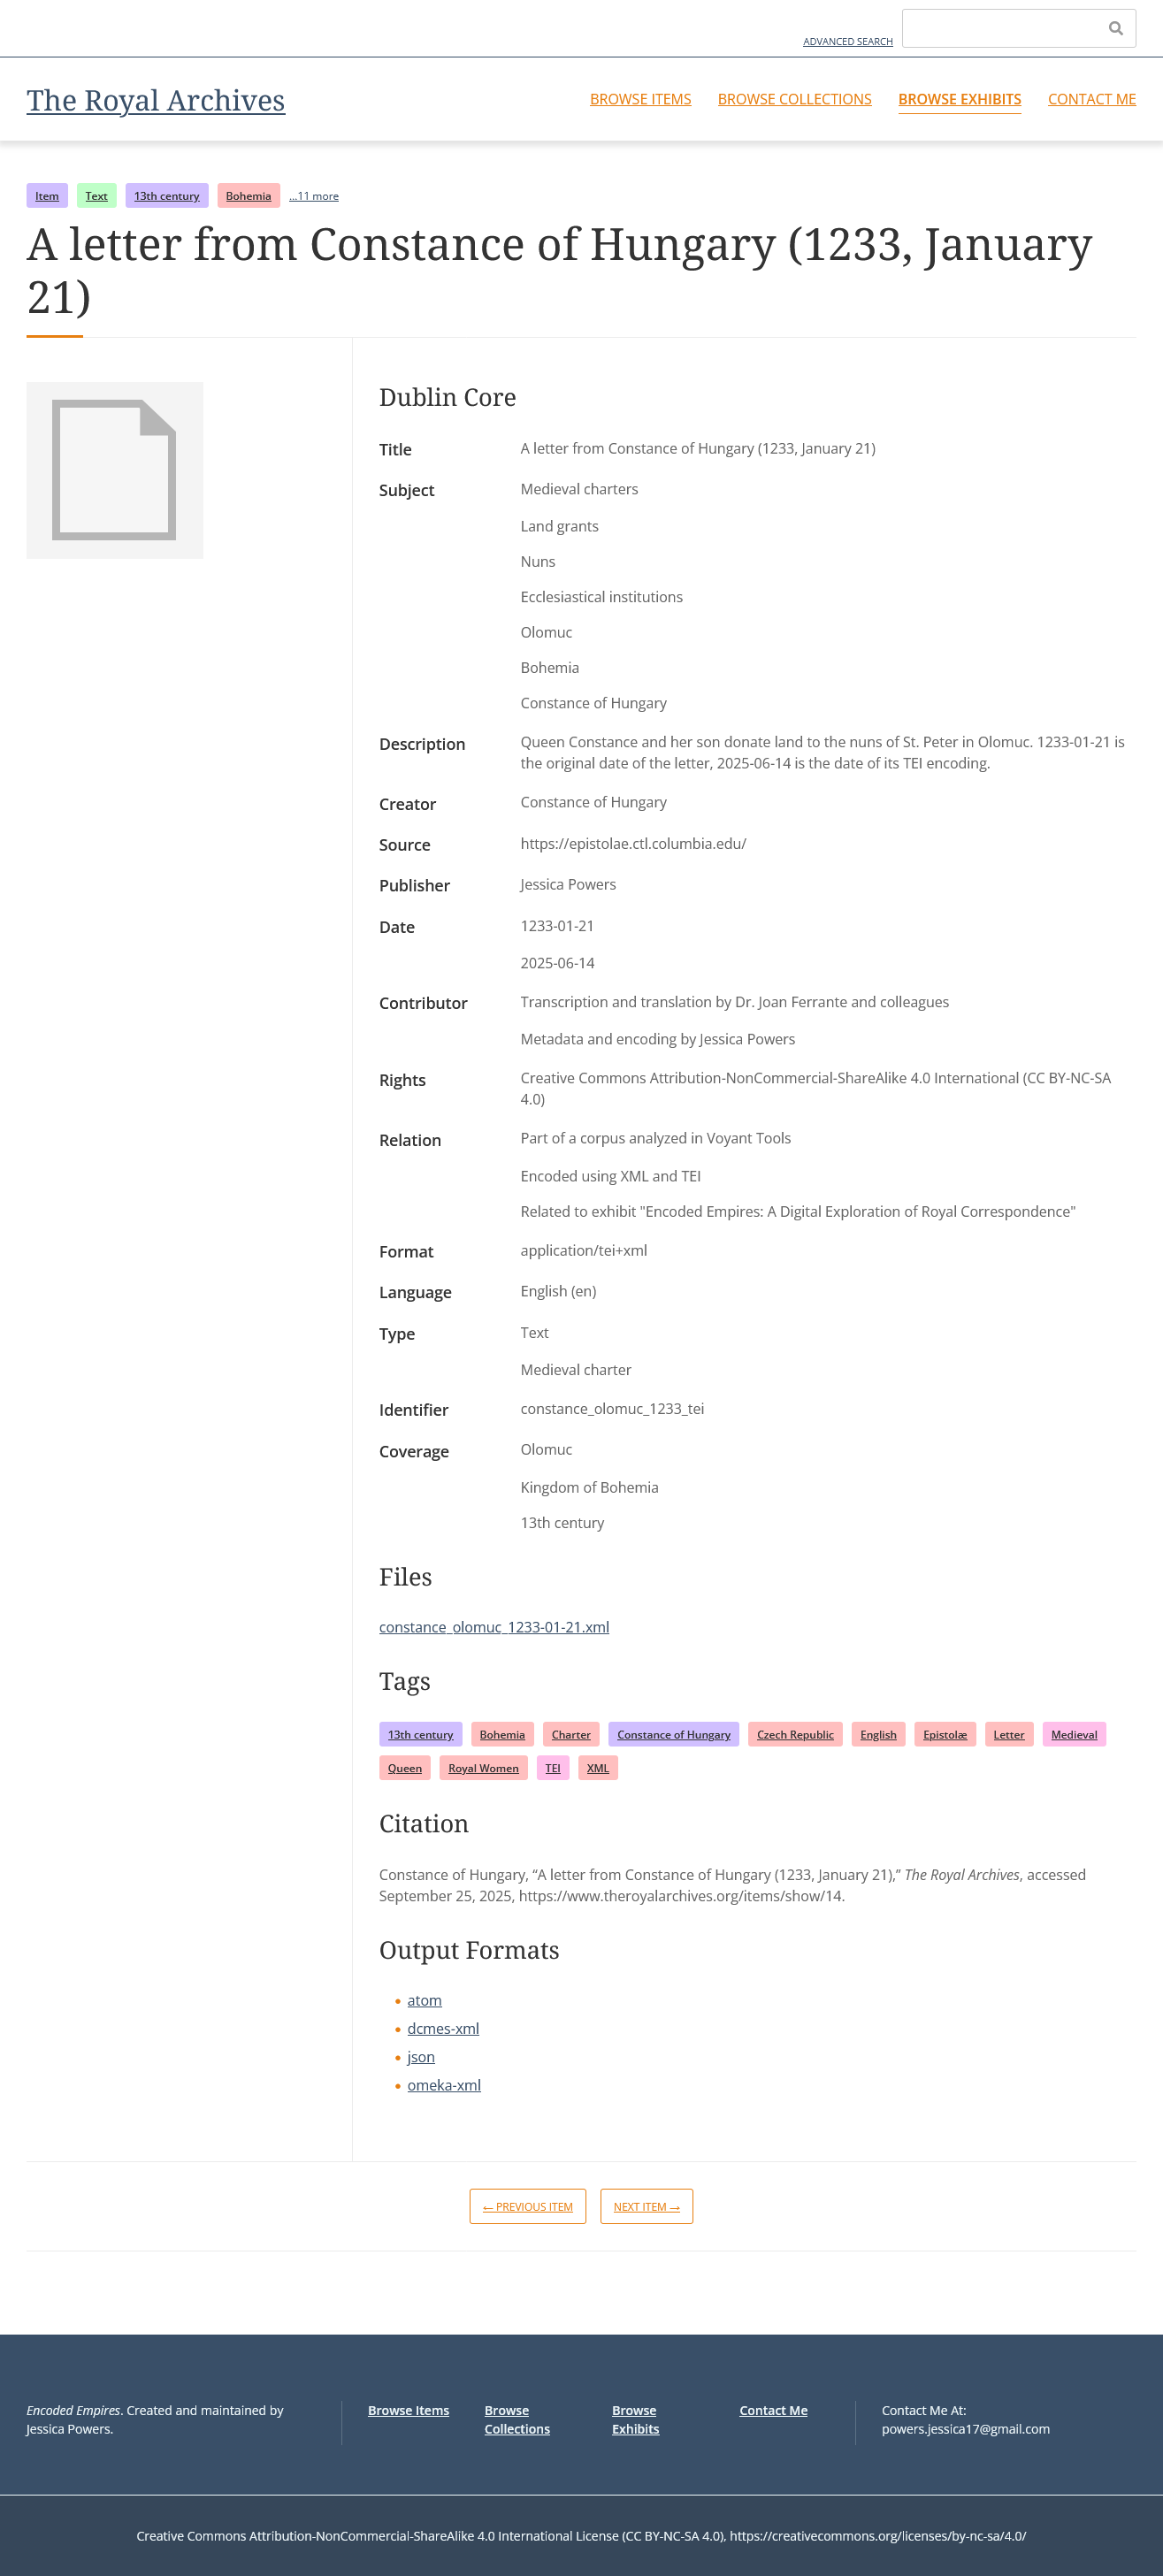 ADVANCED SEARCH
The Royal Archives
BROWSE ITEMS
BROWSE COLLECTIONS
BROWSE EXHIBITS
CONTACT ME
Item Text 13th century Bohemia ...11 more
A letter from Constance of Hungary (1233, January
21)
Dublin Core
Title
A letter from Constance of Hungary (1233, January 21)
Subject
Medieval charters
Land grants
Nuns
Ecclesiastical institutions
Olomuc
Bohemia
Constance of Hungary
Description
Queen Constance and her son donate land to the nuns of St. Peter in Olomuc. 1233-01-21 is
the original date of the letter, 2025-06-14 is the date of its TEI encoding.
Creator
Constance of Hungary
Source
https://epistolae.ctl.columbia.edu/
Publisher
Jessica Powers
Date
1233-01-21
2025-06-14
Contributor
Transcription and translation by Dr. Joan Ferrante and colleagues
Metadata and encoding by Jessica Powers
Rights
Creative Commons Attribution-NonCommercial-ShareAlike 4.0 International (CC BY-NC-SA
4.0)
Relation
Part of a corpus analyzed in Voyant Tools
Encoded using XML and TEI
Related to exhibit "Encoded Empires: A Digital Exploration of Royal Correspondence"
Format
application/tei+xml
Language
English (en)
Type
Text
Medieval charter
Identifier
constance_olomuc_1233_tei
Coverage
Olomuc
Kingdom of Bohemia
13th century
Files
constance_olomuc_1233-01-21.xml
Tags
13th century Bohemia Charter Constance of Hungary Czech Republic English Epistolæ Letter Medieval
Queen Royal Women TEI XML
Citation
Constance of Hungary, “A letter from Constance of Hungary (1233, January 21),” The Royal Archives, accessed
September 25, 2025, https://www.theroyalarchives.org/items/show/14.
Output Formats
atom
dcmes-xml
json
omeka-xml
← PREVIOUS ITEM
NEXT ITEM →
Encoded Empires. Created and maintained by
Jessica Powers.
Browse Items
Browse
Collections
Browse
Exhibits
Contact Me
Contact Me At:
powers.jessica17@gmail.com
Creative Commons Attribution-NonCommercial-ShareAlike 4.0 International License (CC BY-NC-SA 4.0), https://creativecommons.org/licenses/by-nc-sa/4.0/